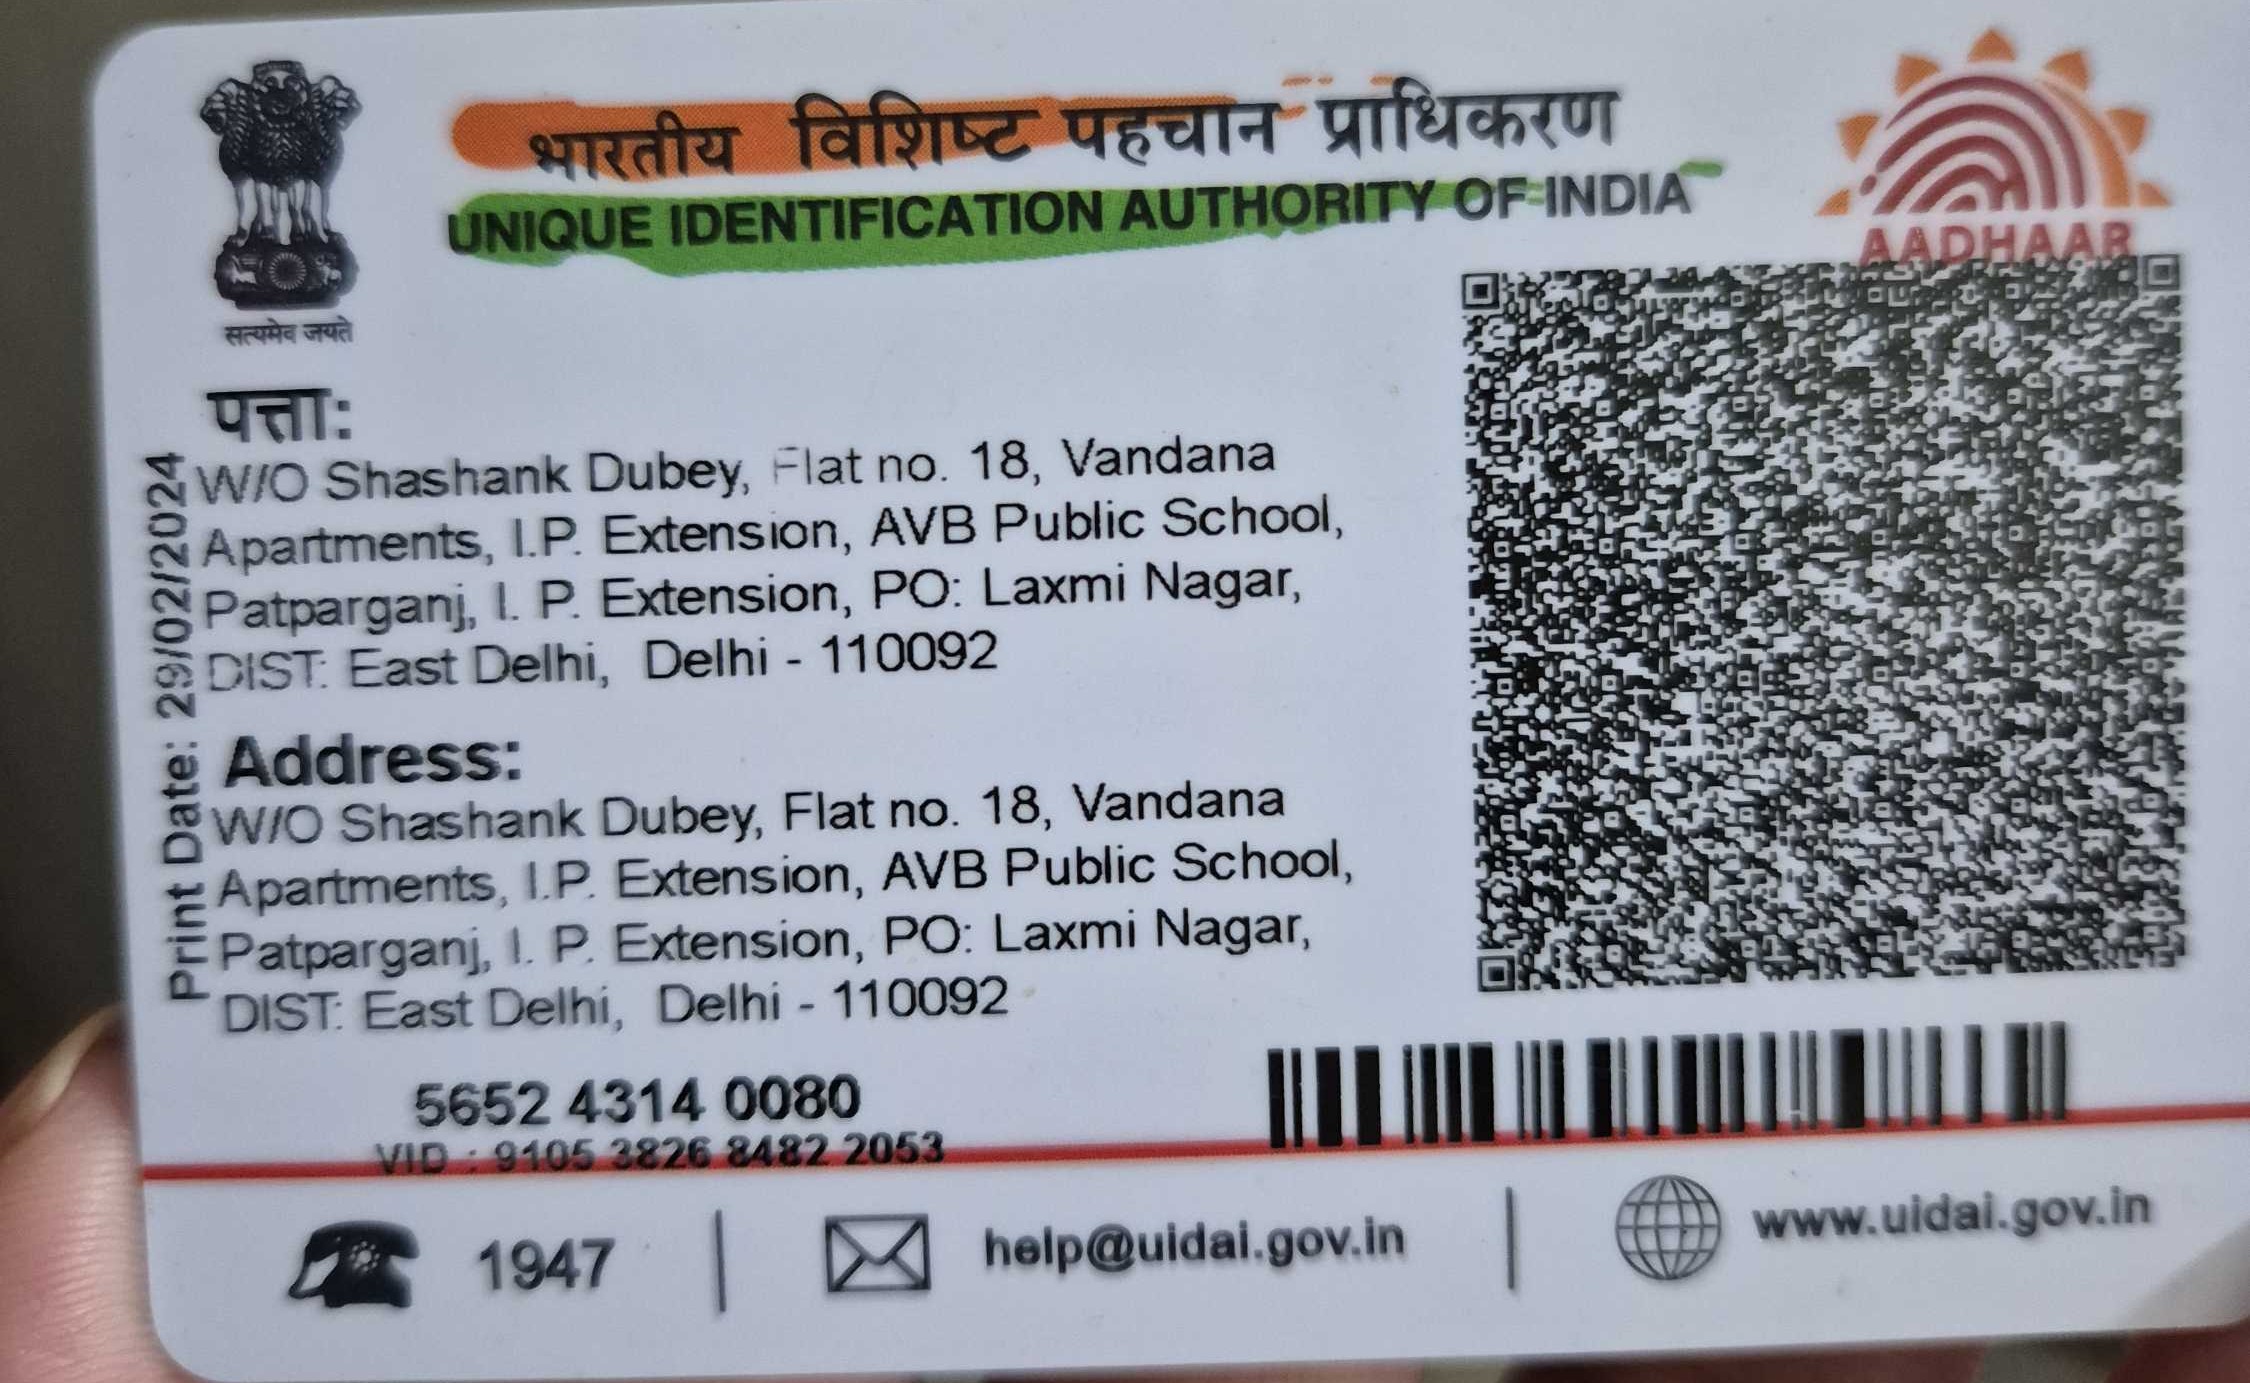 भारतीय विशिष्ट पहचान प्राधिकरण
UNIQUE IDENTIFICATION AUTHORITY OF INDIA
AADHAAR
सत्यमेव जयते
पत्ता:
W/O Shashank Dubey, Flat no. 18, Vandana
Apartments, I.P. Extension, AVB Public School,
Patparganj, I. P. Extension, PO: Laxmi Nagar,
DIST: East Delhi, Delhi - 110092
Print Date: 29/02/2024
Address:
W/O Shashank Dubey, Flat no. 18, Vandana
Apartments, I.P. Extension, AVB Public School,
Patparganj, I. P. Extension, PO: Laxmi Nagar,
DIST: East Delhi, Delhi - 110092
5652 4314 0080
VID : 9105 3826 8482 2053
1947
help@uidai.gov.in
www.uidai.gov.in